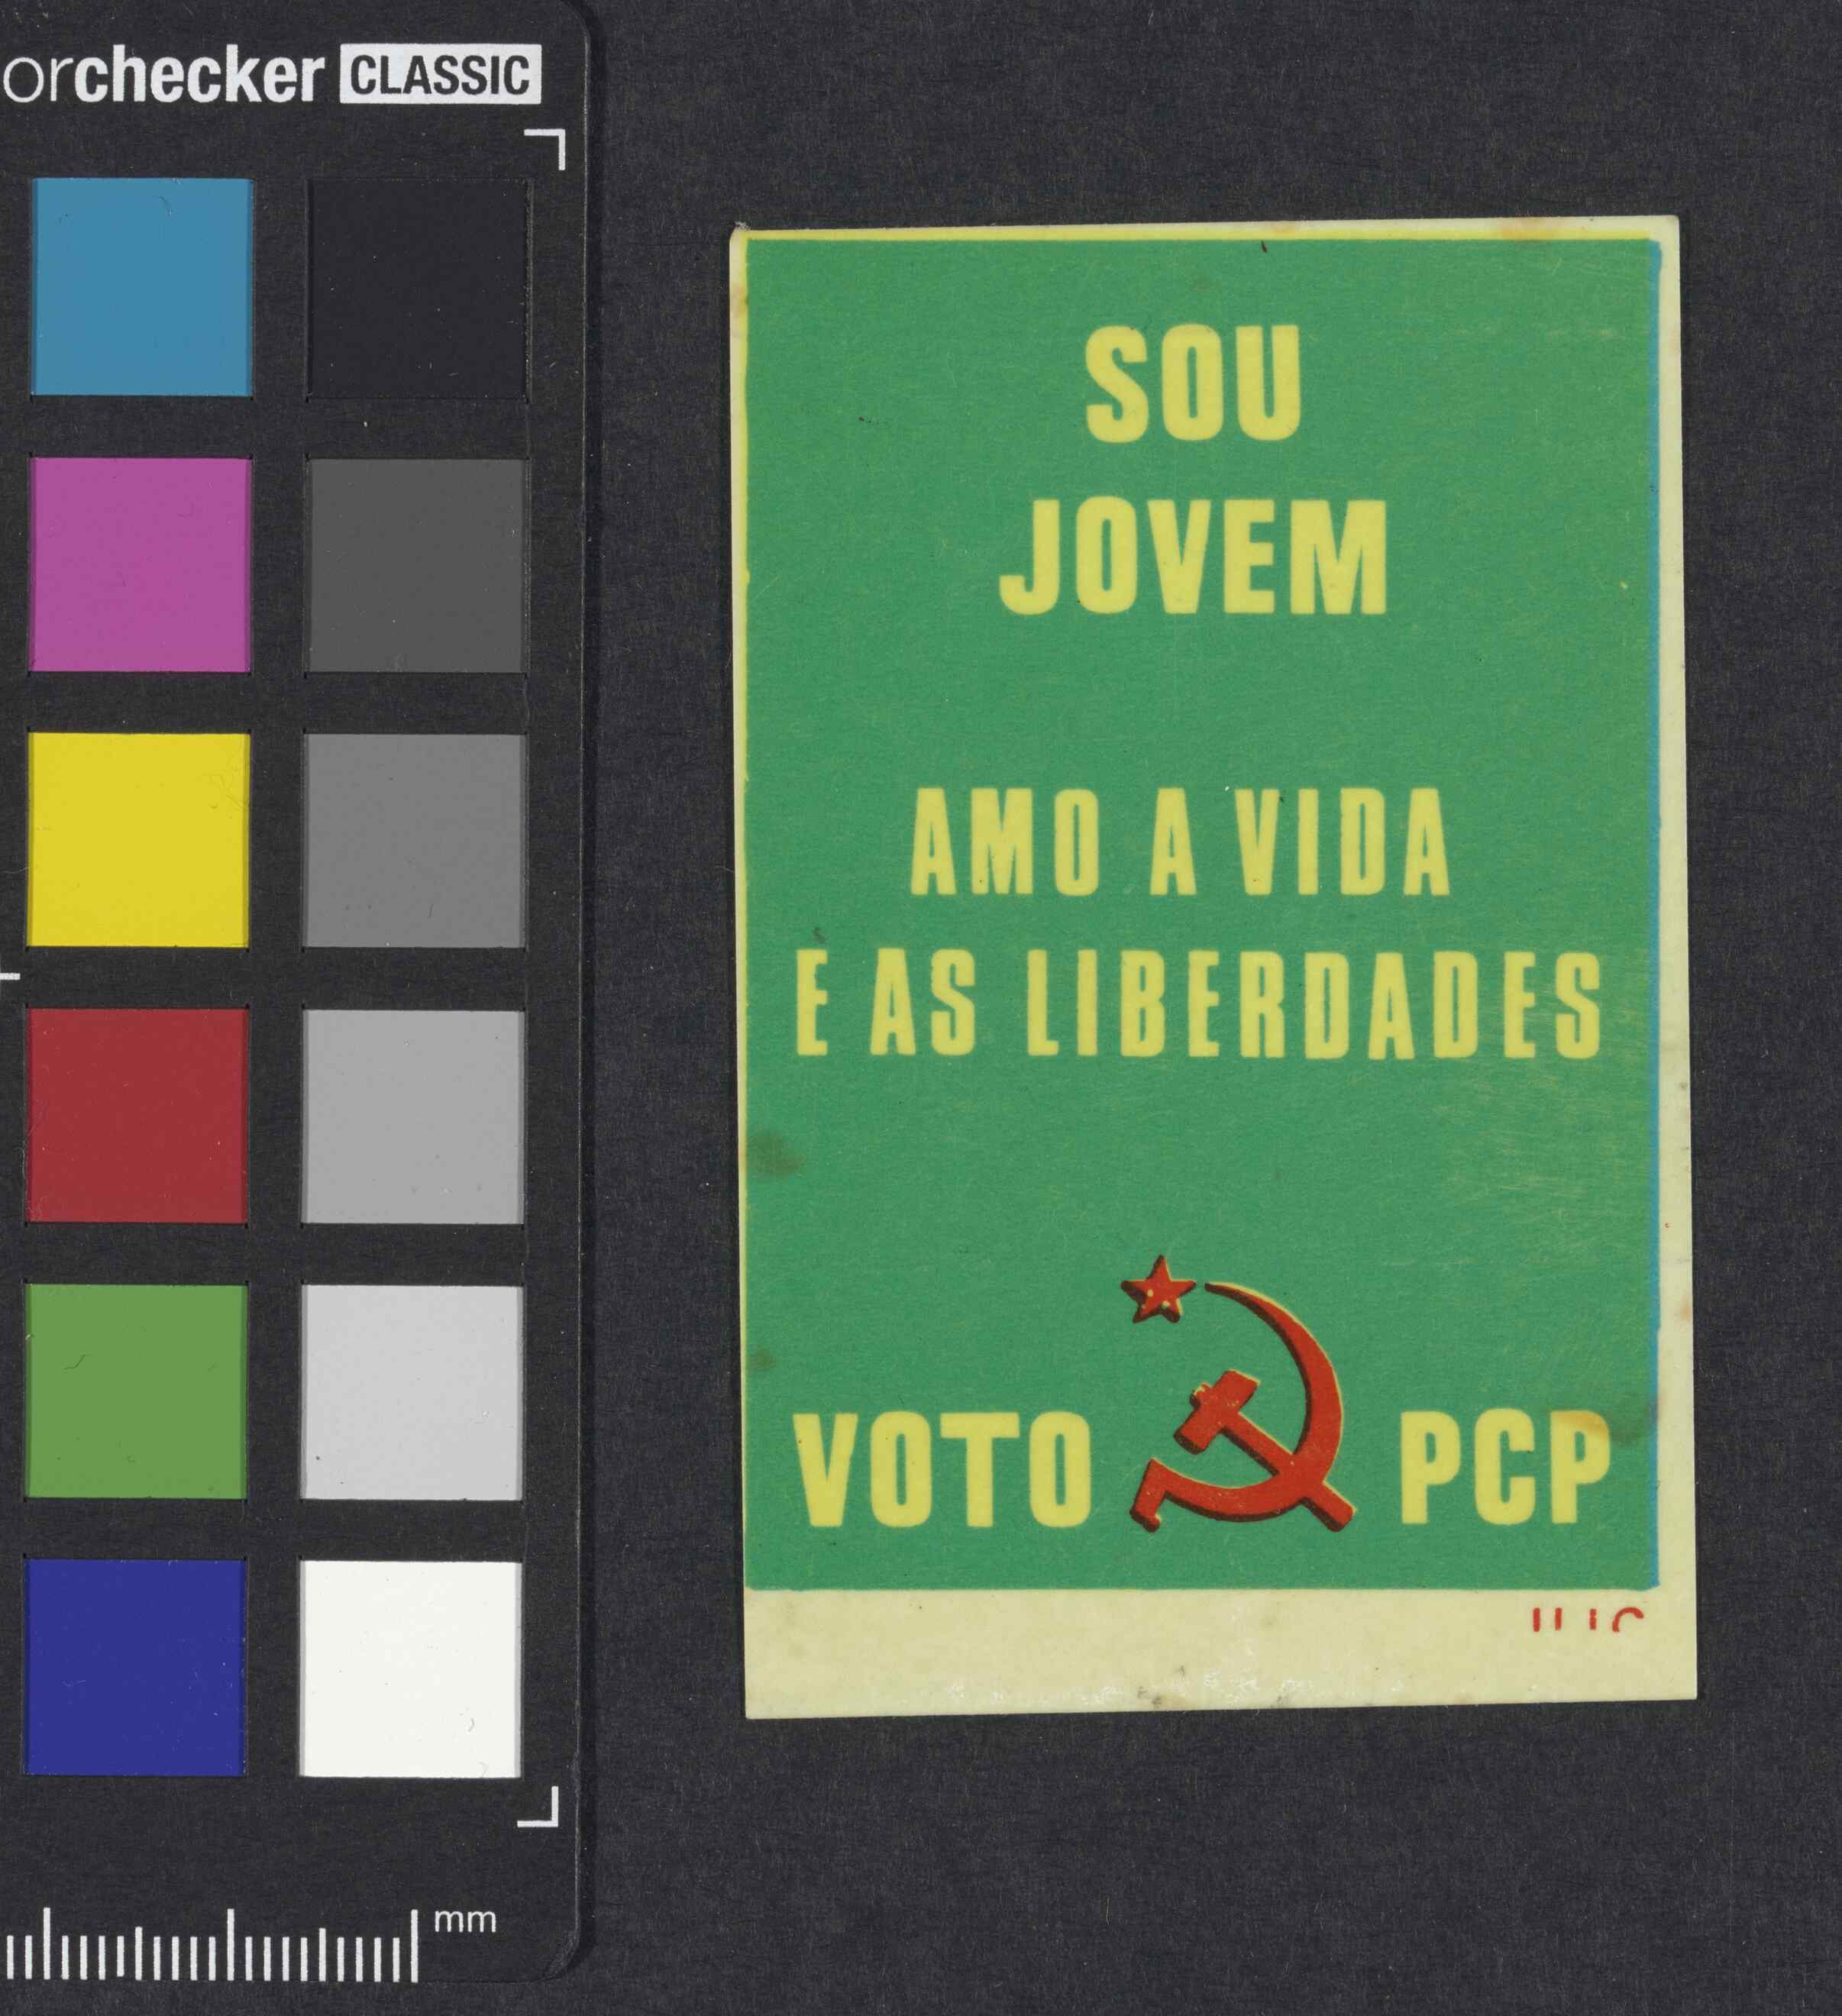 orchecker CLASSIC
SOU
JOVEM
AMO A VIDA
E AS LIBERDADES
VOTO PCP
mm